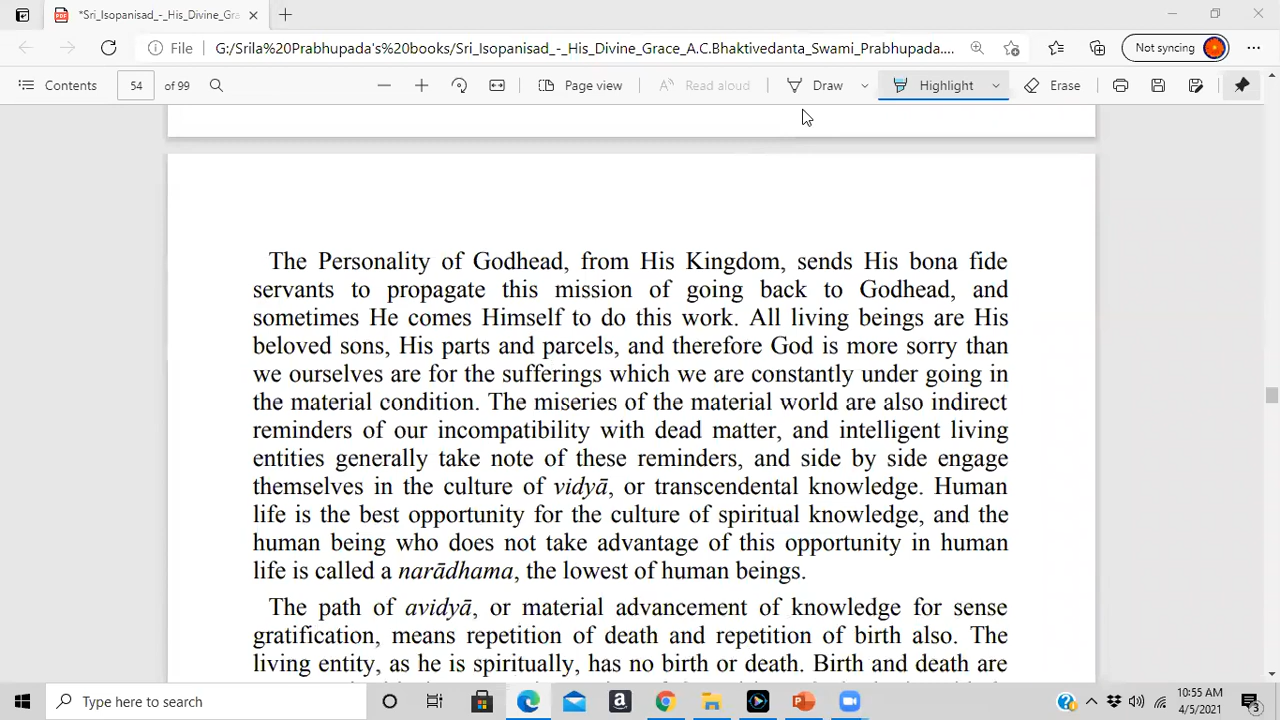 *Sri_Isopanisad_-_His_Divine_Gra
File G:/Srila%20Prabhupada's%20books/Sri_Isopanisad_-_His_Divine_Grace_A.C.Bhaktivedanta_Swami_Prabhupada.... Not syncing
Contents 54 of 99 Page view Read aloud Draw Highlight Erase
The Personality of Godhead, from His Kingdom, sends His bona fide
servants to propagate this mission of going back to Godhead, and
sometimes He comes Himself to do this work. All living beings are His
beloved sons, His parts and parcels, and therefore God is more sorry than
we ourselves are for the sufferings which we are constantly under going in
the material condition. The miseries of the material world are also indirect
reminders of our incompatibility with dead matter, and intelligent living
entities generally take note of these reminders, and side by side engage
themselves in the culture of vidyā, or transcendental knowledge. Human
life is the best opportunity for the culture of spiritual knowledge, and the
human being who does not take advantage of this opportunity in human
life is called a narādhama, the lowest of human beings.
The path of avidyā, or material advancement of knowledge for sense
gratification, means repetition of death and repetition of birth also. The
living entity, as he is spiritually, has no birth or death. Birth and death are
Type here to search
10:55 AM
4/5/2021
3